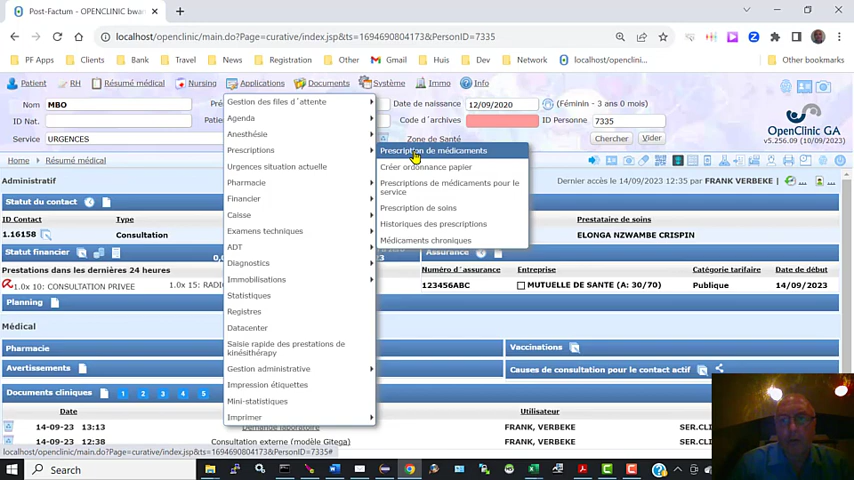 Post-Factum :: OPENCLINIC bwa
localhost/openclinic/main.do?Page=curative/index.jsp&ts=1694690804173&PersonID=7335
PF Apps
Clients
Bank
Travel
Registration
Other
Gmail
Huis
Dev
Network
localhost/openclinic...
Other bookmarks
Patient
RH
Résumé médical
Nursing
Applications
Documents
Système
Immo
Info
Nom
MBO
Date de naissance
12/09/2020
(Féminin - 3 ans 0 mois)
ID Nat.
Code d´archives
ID Personne
7335
Service
URGENCES
Zone de Santé
Chercher
Vider
OpenClinic GA
v5.256.09 (107735)
Home
Résumé médical
Administratif
Dernier accès 14/09/2023 12:35 par FRANK VERBEKE
Statut du contact
ID Contact
Type
Prestataire de soins
1.16158
Consultation
ELONGA NZWAMBE CRISPIN
Statut financier
Assurance
Prestations dans les dernières 24 heures
Numéro d´assurance
Entreprise
Catégorie tarifaire
Date de début
1.0x 10: CONSULTATION PRIVEE
1.0x 15: RADI
123456ABC
MUTUELLE DE SANTE (A: 30/70)
Publique
14/09/2023
Planning
Médical
Pharmacie
Vaccinations
Avertissements
Causes de consultation pour le contact actif
Documents cliniques
1 2 3 4 5
Date
Utilisateur
14-09-23 13:13
Demande laboratoire
FRANK, VERBEKE
SER.CLI
14-09-23 12:38
Consultation externe (modèle Gitega)
FRANK, VERBEKE
SER.CLI
Gestion des files d´attente
Agenda
Anesthésie
Prescriptions
Urgences situation actuelle
Pharmacie
Financier
Caisse
Examens techniques
ADT
Diagnostics
Immobilisations
Statistiques
Registres
Datacenter
Saisie rapide des prestations de
kinésithérapy
Gestion administrative
Impression étiquettes
Mini-statistiques
Imprimer
Prescription de médicaments
Créer ordonnance papier
Prescriptions de médicaments pour le
service
Prescription de soins
Historiques des prescriptions
Médicaments chroniques
localhost/openclinic/main.do?Page=curative/index.jsp&ts=1694690804173&PersonID=7335#
Search